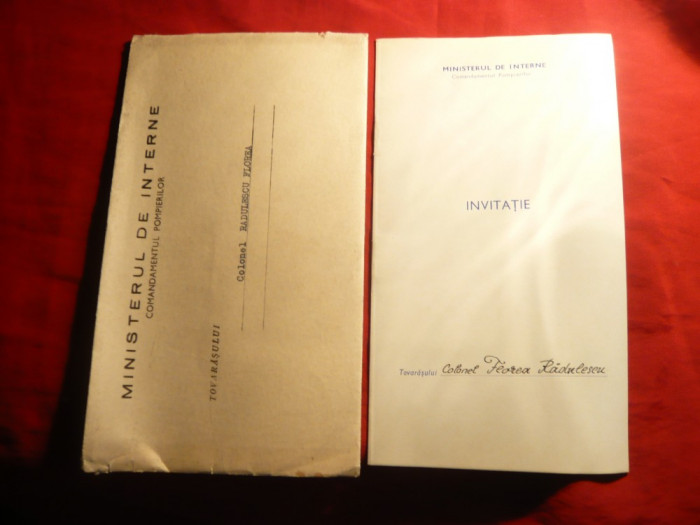 MINISTERUL DE INTERNE
COMANDAMENTUL POMPIERILOR
TOVARĂȘULUI
Colonel RADULESCU FLOREA
MINISTERUL DE INTERNE
Comandamentul Pompierilor
INVITAȚIE
Tovarășului Colonel Florea Rădulescu